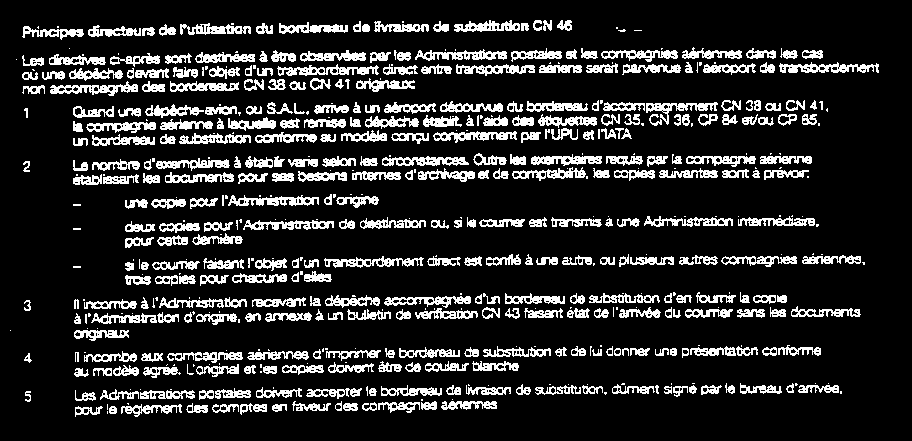 Principes directeurs de l'utilisation du bordereau de livraison de substitution CN 46
Les directives ci-après sont destinées à être observées par les Administrations postales et les compagnies aériennes dans les cas
où une dépêche devant faire l'objet d'un transbordement direct entre transporteurs aériens serait parvenue à l'aéroport de transbordement
non accompagnée des bordereaux CN 38 ou CN 41 originaux:
1 Quand une dépêche-avion, ou S.A.L., arrive à un aéroport dépourvue du bordereau d'accompagnement CN 38 ou CN 41,
la compagnie aérienne à laquelle est remise la dépêche établit, à l'aide des étiquettes CN 35, CN 36, CP 84 et/ou CP 85,
un bordereau de substitution conforme au modèle conçu conjointement par l'UPU et l'IATA
2 Le nombre d'exemplaires à établir varie selon les circonstances. Outre les exemplaires requis par la compagnie aérienne
établissant les documents pour ses besoins internes d'archivage et de comptabilité, les copies suivantes sont à prévoir:
– une copie pour l'Administration d'origine
– deux copies pour l'Administration de destination ou, si le courrier est transmis à une Administration intermédiaire,
pour cette dernière
– si le courrier faisant l'objet d'un transbordement direct est confié à une autre, ou plusieurs autres compagnies aériennes,
trois copies pour chacune d'elles
3 Il incombe à l'Administration recevant la dépêche accompagnée d'un bordereau de substitution d'en fournir la copie
à l'Administration d'origine, en annexe à un bulletin de vérification CN 43 faisant état de l'arrivée du courrier sans les documents
originaux
4 Il incombe aux compagnies aériennes d'imprimer le bordereau de substitution et de lui donner une présentation conforme
au modèle agréé. L'original et les copies doivent être de couleur blanche
5 Les Administrations postales doivent accepter le bordereau de livraison de substitution, dûment signé par le bureau d'arrivée,
pour le règlement des comptes en faveur des compagnies aériennes